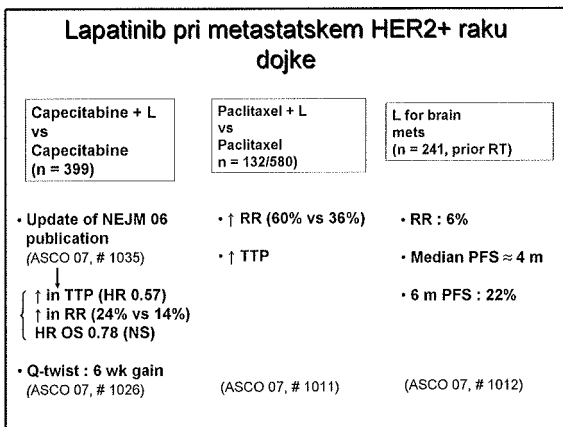 Lapatinib pri metastatskem HER2+ raku
dojke
Capecitabine + L
vs
Capecitabine
(n = 399)
• Update of NEJM 06
publication
(ASCO 07, # 1035)
↑ in TTP (HR 0.57)
↑ in RR (24% vs 14%)
HR OS 0.78 (NS)
• Q-twist : 6 wk gain
(ASCO 07, # 1026)
Paclitaxel + L
vs
Paclitaxel
n = 132/580)
• ↑ RR (60% vs 36%)
• ↑ TTP
(ASCO 07, # 1011)
L for brain
mets
(n = 241, prior RT)
• RR : 6%
• Median PFS ≈ 4 m
• 6 m PFS : 22%
(ASCO 07, # 1012)